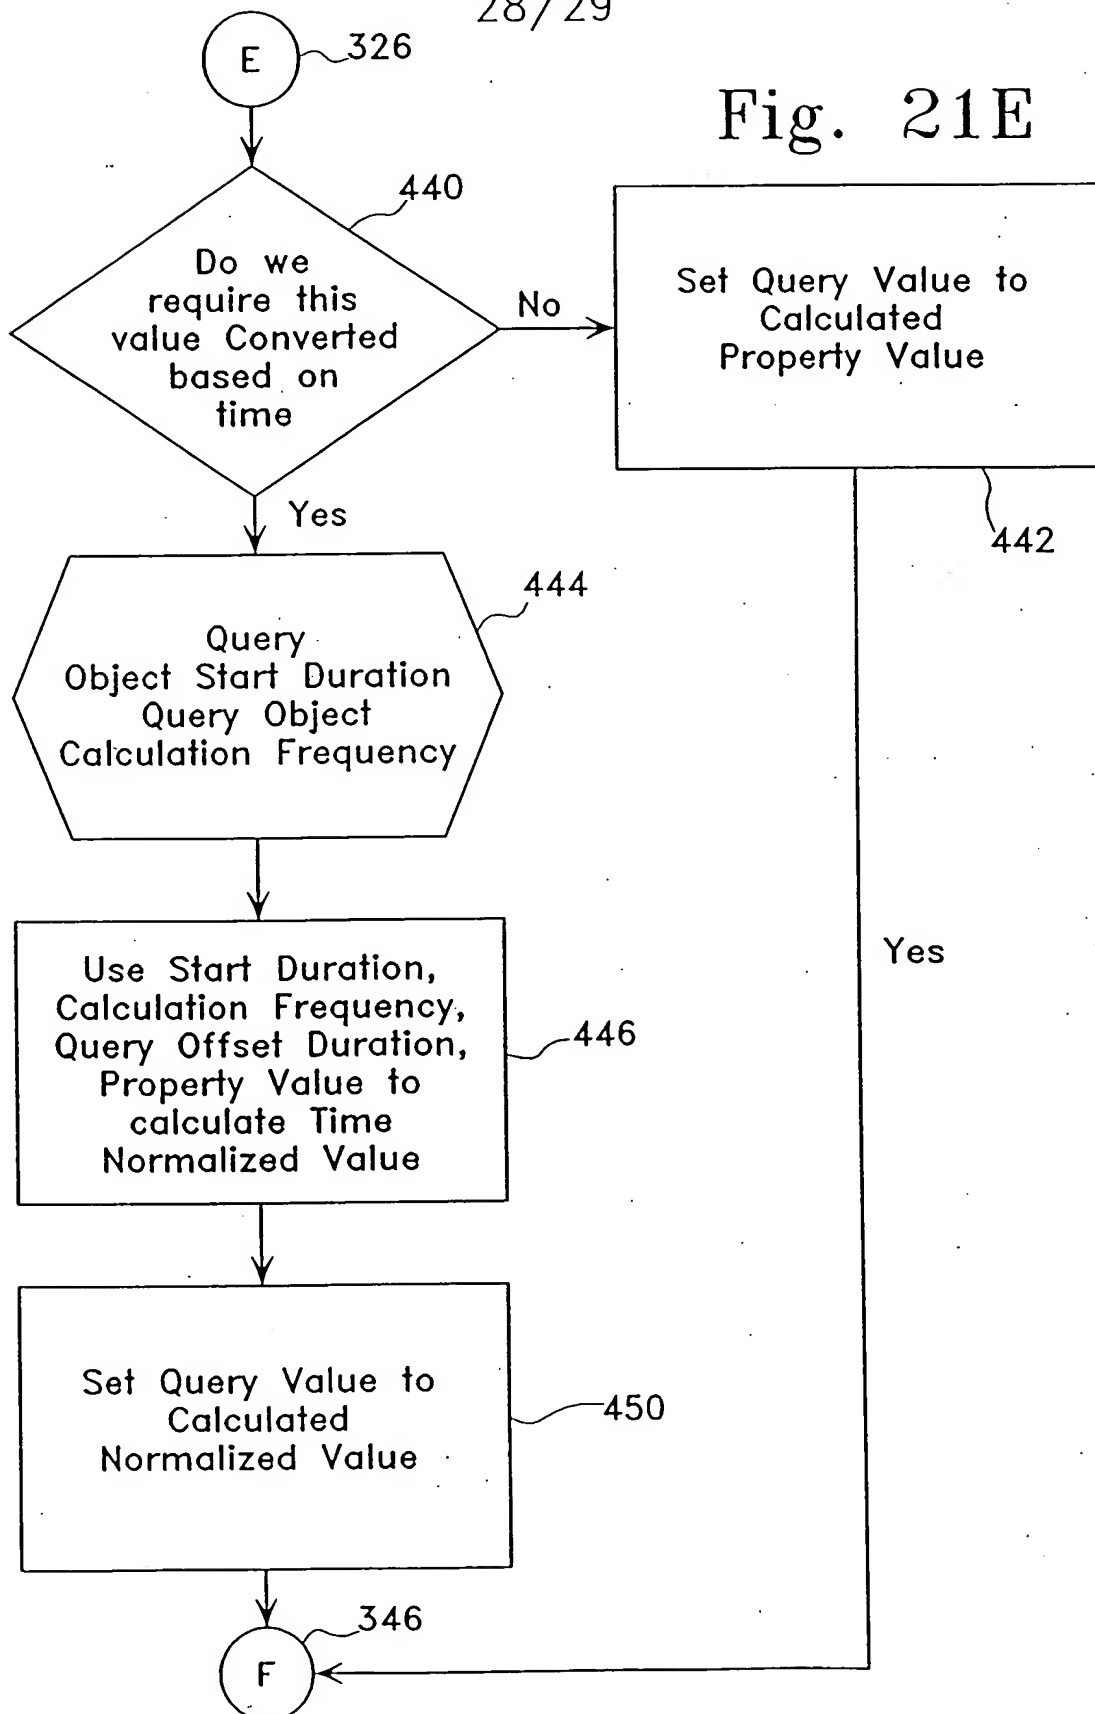 28/29
E
326
Fig. 21E
440
Do we
require this
value Converted
based on
time
No
Set Query Value to
Calculated
Property Value
442
Yes
444
Query
Object Start Duration
Query Object
Calculation Frequency
Use Start Duration,
Calculation Frequency,
Query Offset Duration,
Property Value to
calculate Time
Normalized Value
446
Yes
Set Query Value to
Calculated
Normalized Value
450
346
F